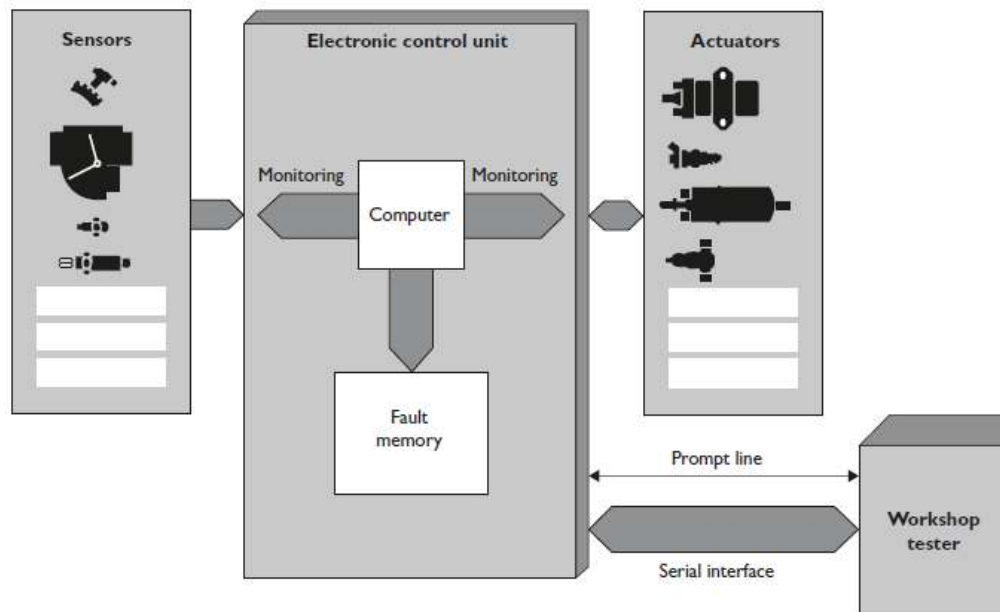 Sensors
Electronic control unit
Actuators
Monitoring
Monitoring
Computer
Fault
memory
Prompt line
Workshop
tester
Serial interface